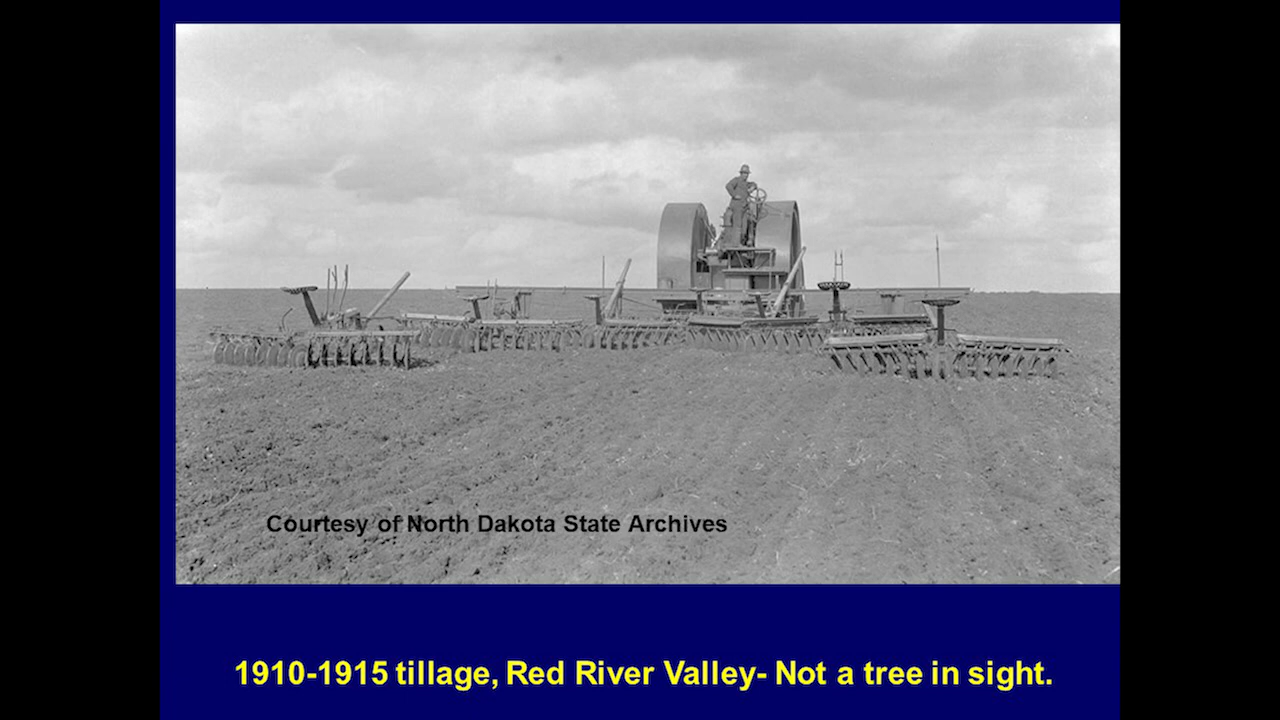 Courtesy of North Dakota State Archives
1910-1915 tillage, Red River Valley- Not a tree in sight.